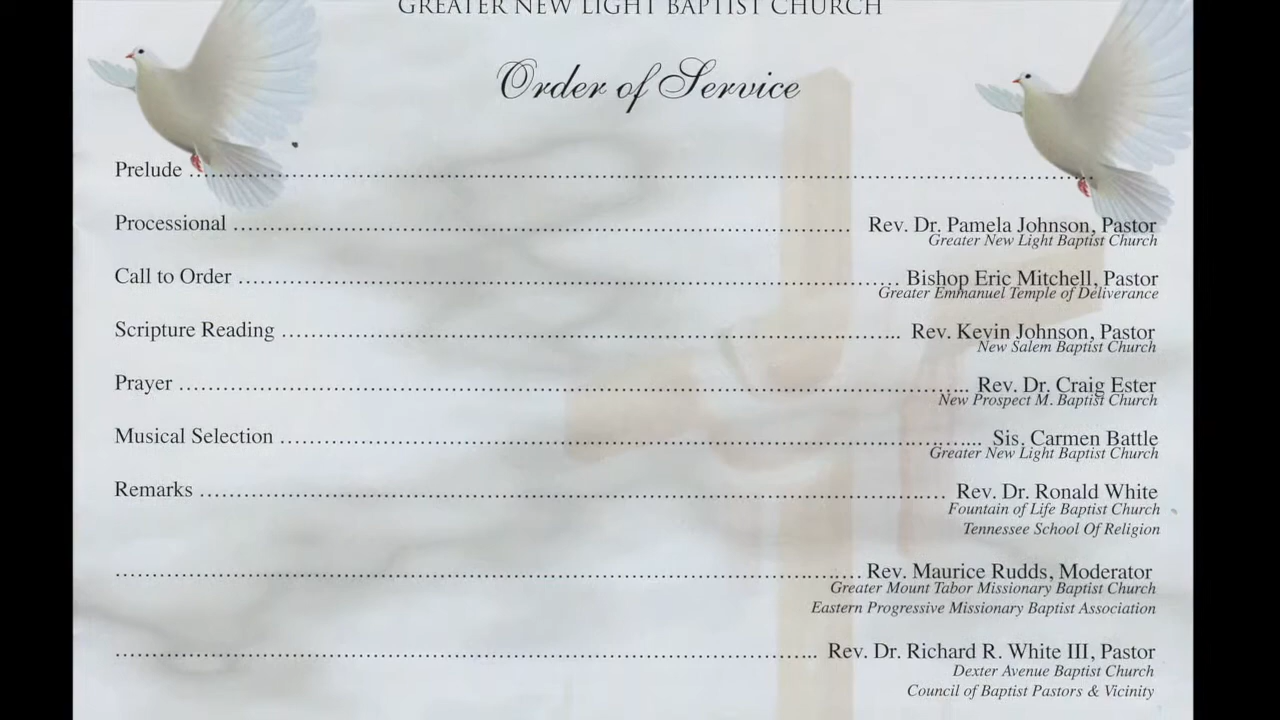 GREATER NEW LIGHT BAPTIST CHURCH
Order of Service
Prelude ........................................................................................................
Processional ........................................................................ Rev. Dr. Pamela Johnson, Pastor
Greater New Light Baptist Church
Call to Order ........................................................................ Bishop Eric Mitchell, Pastor
Greater Emmanuel Temple of Deliverance
Scripture Reading ........................................................................ Rev. Kevin Johnson, Pastor
New Salem Baptist Church
Prayer ........................................................................ Rev. Dr. Craig Ester
New Prospect M. Baptist Church
Musical Selection ........................................................................ Sis. Carmen Battle
Greater New Light Baptist Church
Remarks ........................................................................ Rev. Dr. Ronald White
Fountain of Life Baptist Church
Tennessee School Of Religion
........................................................................ Rev. Maurice Rudds, Moderator
Greater Mount Tabor Missionary Baptist Church
Eastern Progressive Missionary Baptist Association
........................................................................ Rev. Dr. Richard R. White III, Pastor
Dexter Avenue Baptist Church
Council of Baptist Pastors & Vicinity